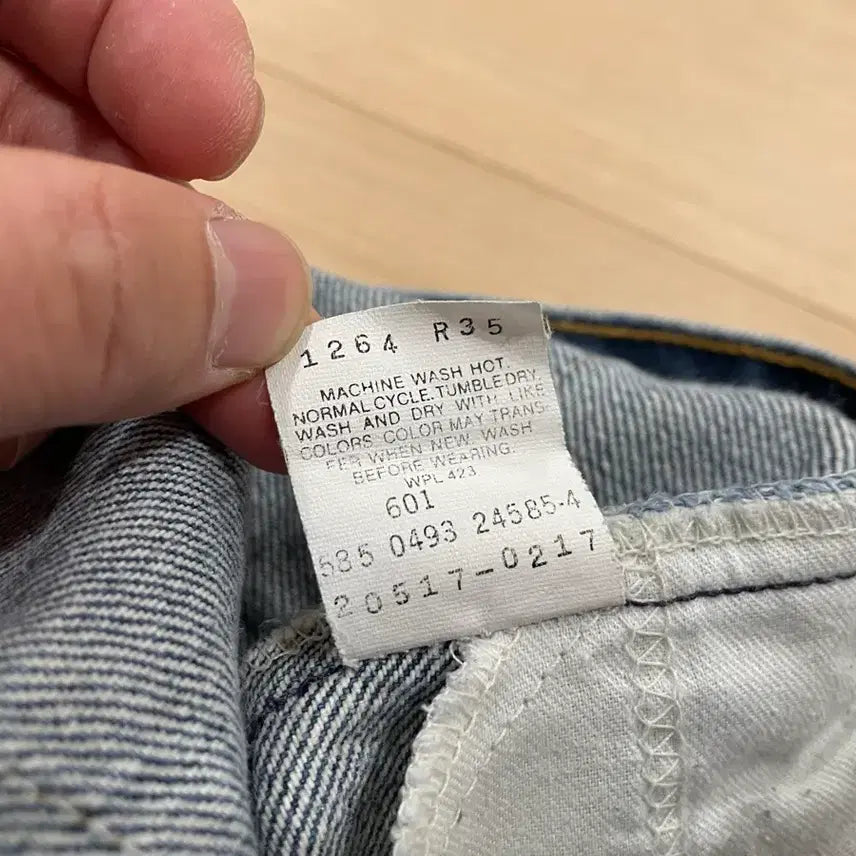 1264 R35
MACHINE WASH HOT.
NORMAL CYCLE.TUMBLE DRY
WASH AND DRY WITH LIKE
COLORS COLOR MAY TRANS-
FER WHEN NEW. WASH
BEFORE WEARING.
WPL 423
601
585 0493 24585-4
20517-0217